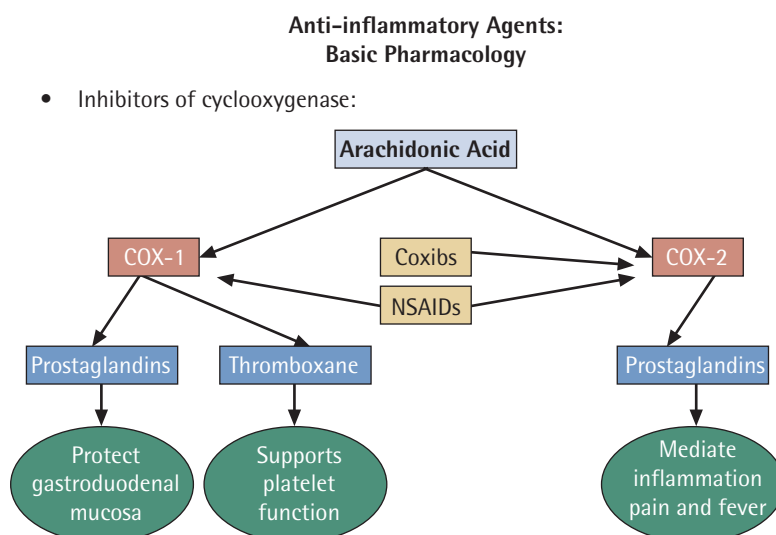 Anti-inflammatory Agents:
Basic Pharmacology
• Inhibitors of cyclooxygenase:
Arachidonic Acid
COX-1
Coxibs
COX-2
NSAIDs
Prostaglandins
Thromboxane
Prostaglandins
Protect
gastroduodenal
mucosa
Supports
platelet
function
Mediate
inflammation
pain and fever